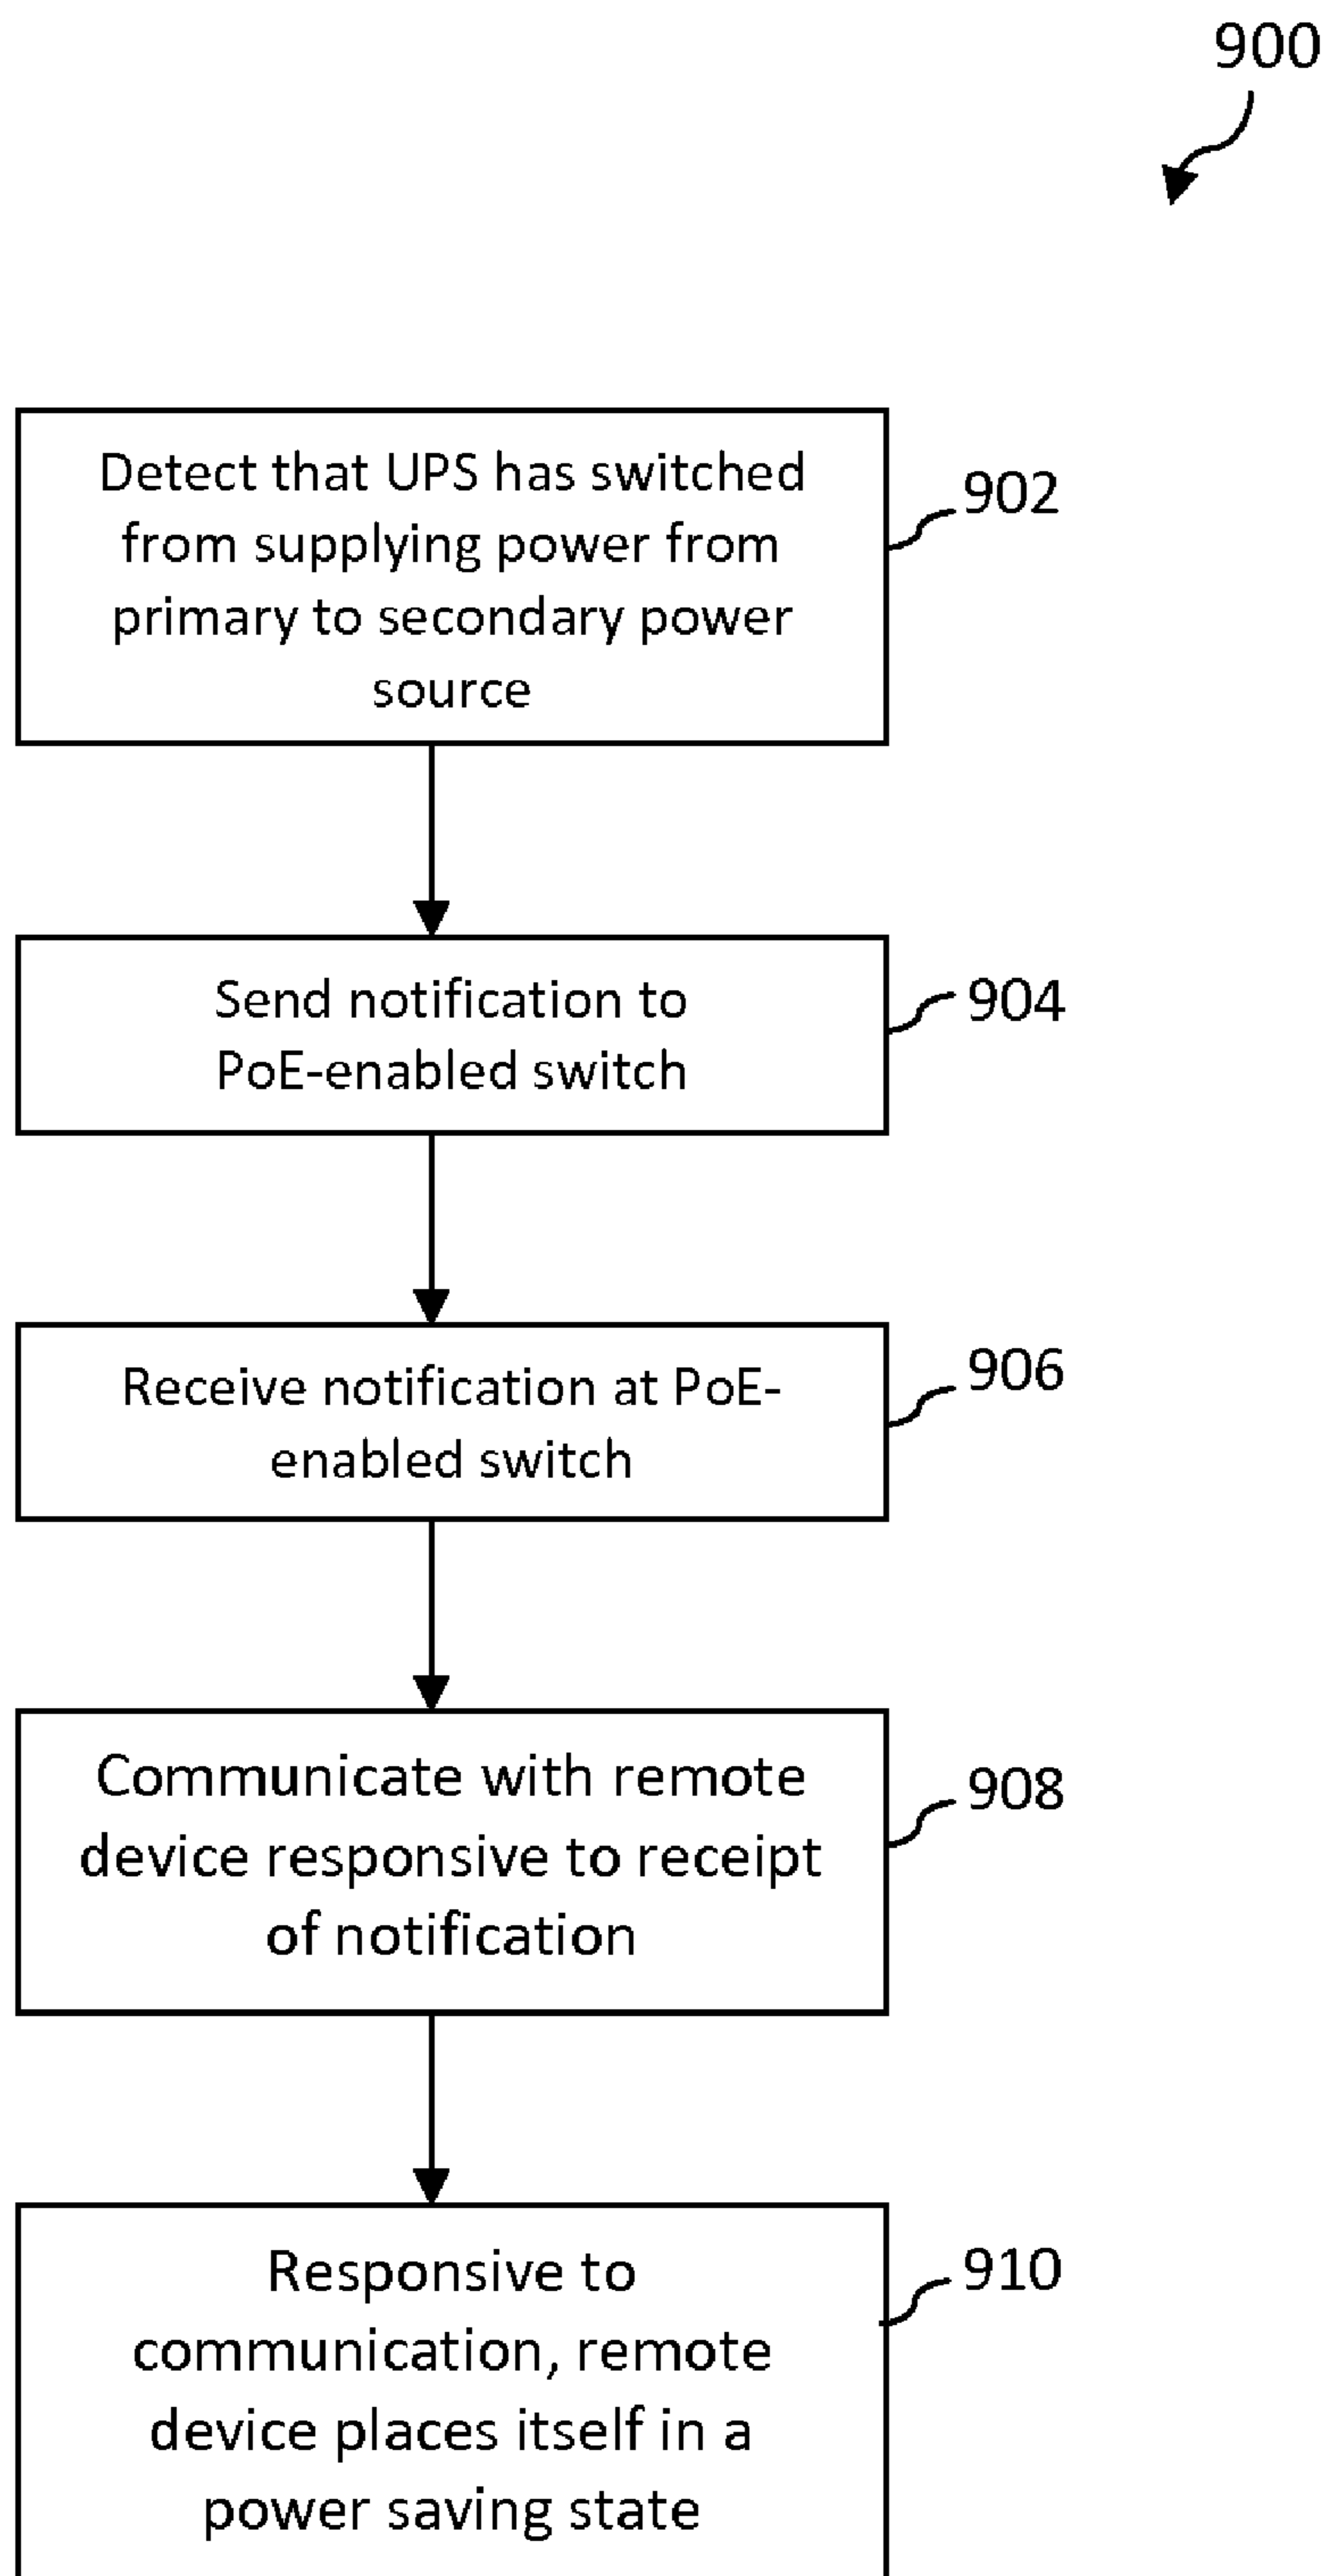 900
Detect that UPS has switched
from supplying power from
primary to secondary power
source
902
Send notification to
PoE-enabled switch
904
Receive notification at PoE-
enabled switch
906
Communicate with remote
device responsive to receipt
of notification
908
Responsive to
communication, remote
device places itself in a
power saving state
910